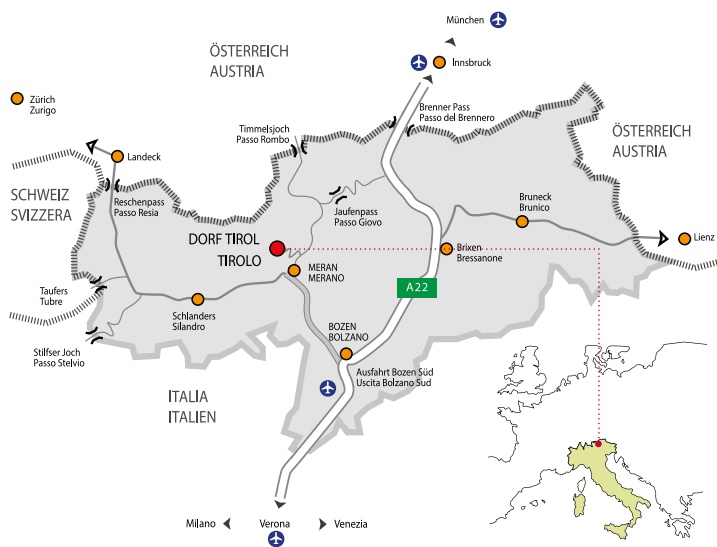 München
ÖSTERREICH
AUSTRIA
Innsbruck
Zürich
Zurigo
Brenner Pass
Passo del Brennero
Timmelsjoch
Passo Rombo
ÖSTERREICH
AUSTRIA
Landeck
SCHWEIZ
SVIZZERA
Reschenpass
Passo Resia
Jaufenpass
Passo Giovo
Bruneck
Brunico
Lienz
DORF TIROL
TIROLO
Brixen
Bressanone
MERAN
MERANO
A22
Taufers
Tubre
Schlanders
Silandro
BOZEN
BOLZANO
Stilfser Joch
Passo Stelvio
Ausfahrt Bozen Süd
Uscita Bolzano Sud
ITALIA
ITALIEN
Milano
Verona
Venezia